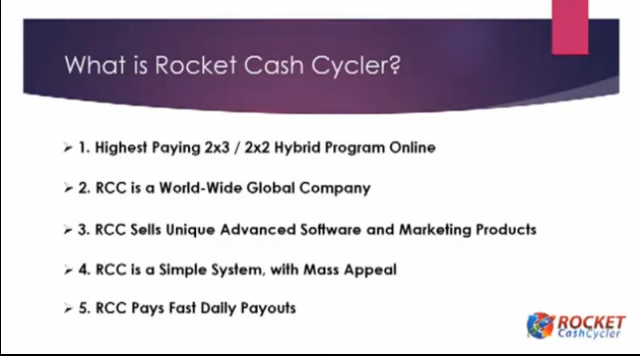 What is Rocket Cash Cycler?
➢ 1. Highest Paying 2x3 / 2x2 Hybrid Program Online
➢ 2. RCC is a World-Wide Global Company
➢ 3. RCC Sells Unique Advanced Software and Marketing Products
➢ 4. RCC is a Simple System, with Mass Appeal
➢ 5. RCC Pays Fast Daily Payouts
ROCKET
CashCycler